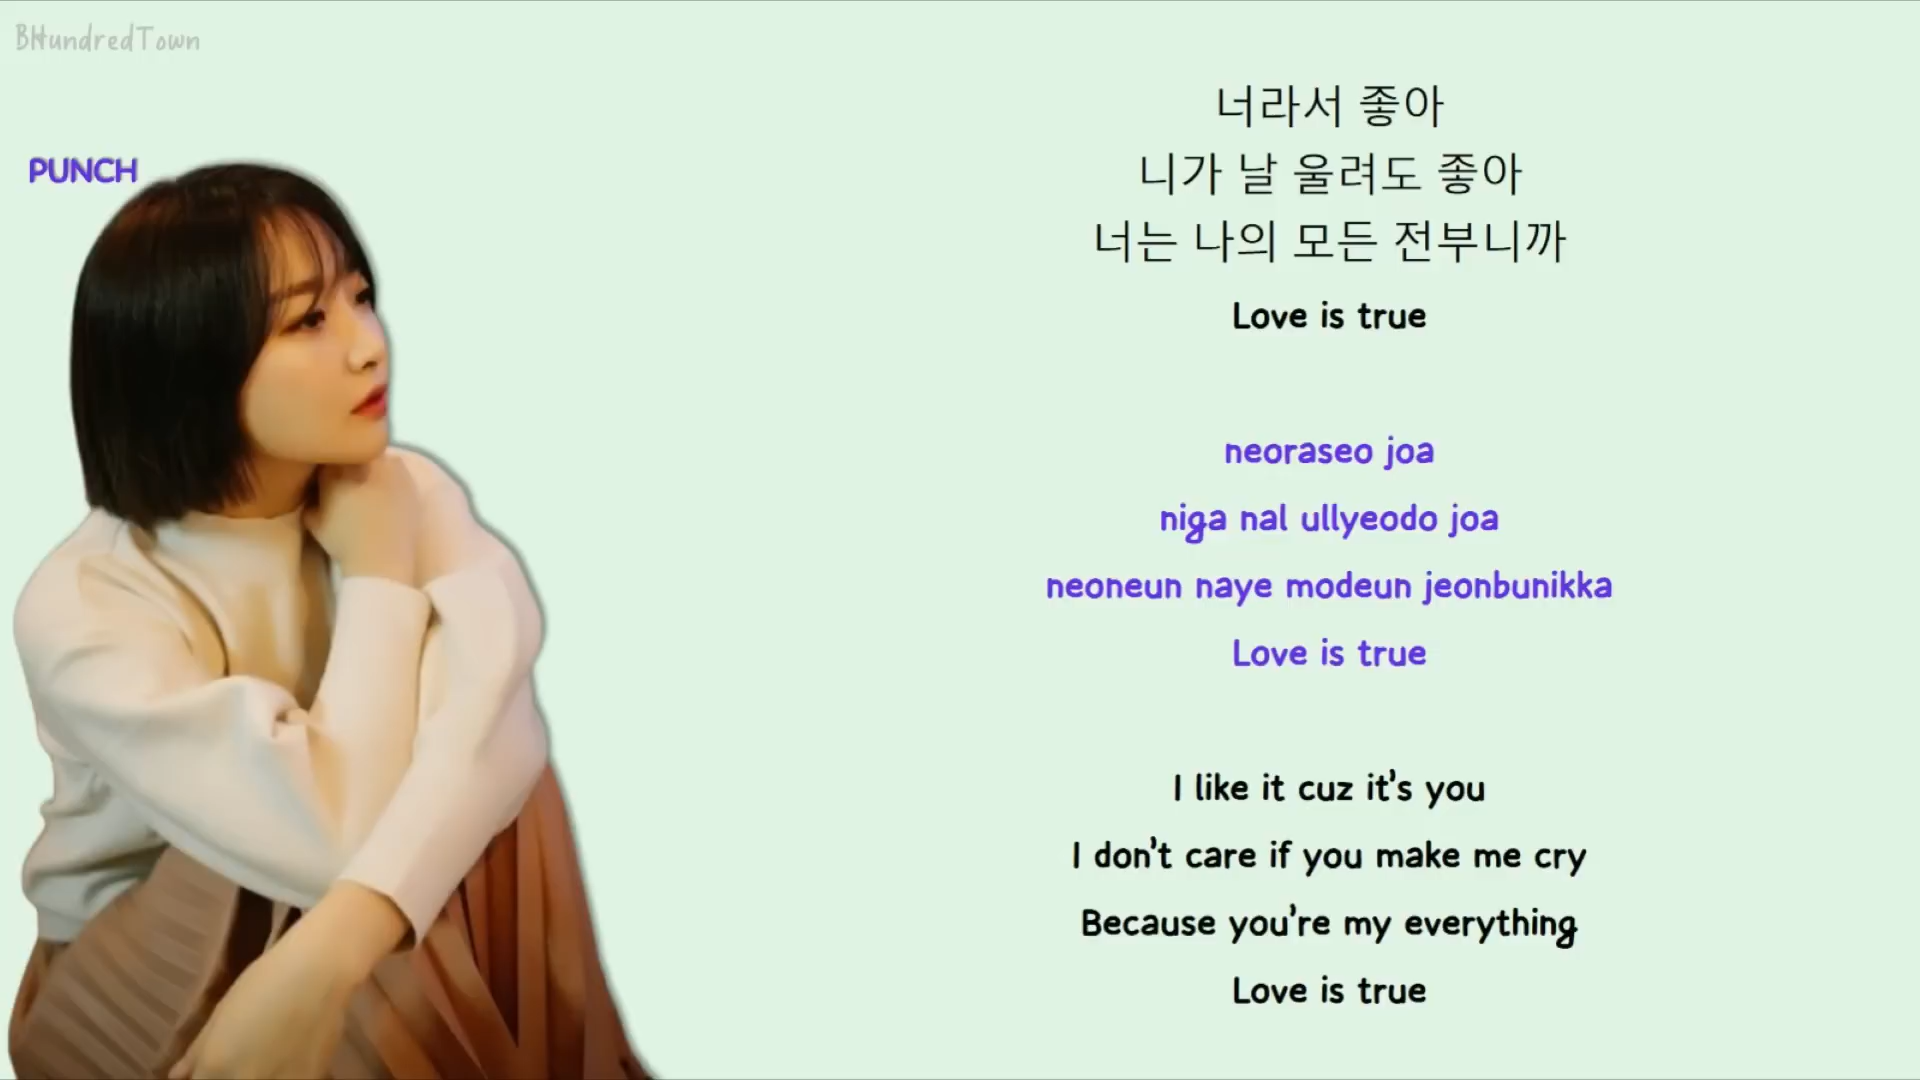 BHundredTown
PUNCH
너라서 좋아
니가 날 울려도 좋아
너는 나의 모든 전부니까
Love is true
neoraseo joa
niga nal ullyeodo joa
neoneun naye modeun jeonbunikka
Love is true
I like it cuz it's you
I don't care if you make me cry
Because you're my everything
Love is true